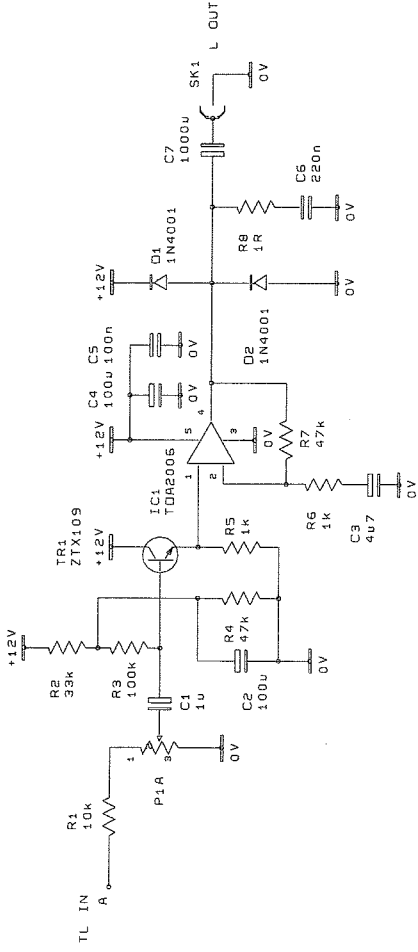 TL IN
A
R1
10k
1
3
P1A
0V
+12V
R2
33k
R3
100k
C1
1u
C2
100u
R4
47k
0V
TR1
ZTX109
+12V
R5
1k
IC1
TDA2006
1
2
5
3
4
+12V
C4
100u
C5
100n
0V
0V
0V
R6
1k
C3
4u7
0V
R7
47k
+12V
D1
1N4001
D2
1N4001
0V
R8
1R
C6
220n
0V
C7
1000u
SK1
0V
L OUT